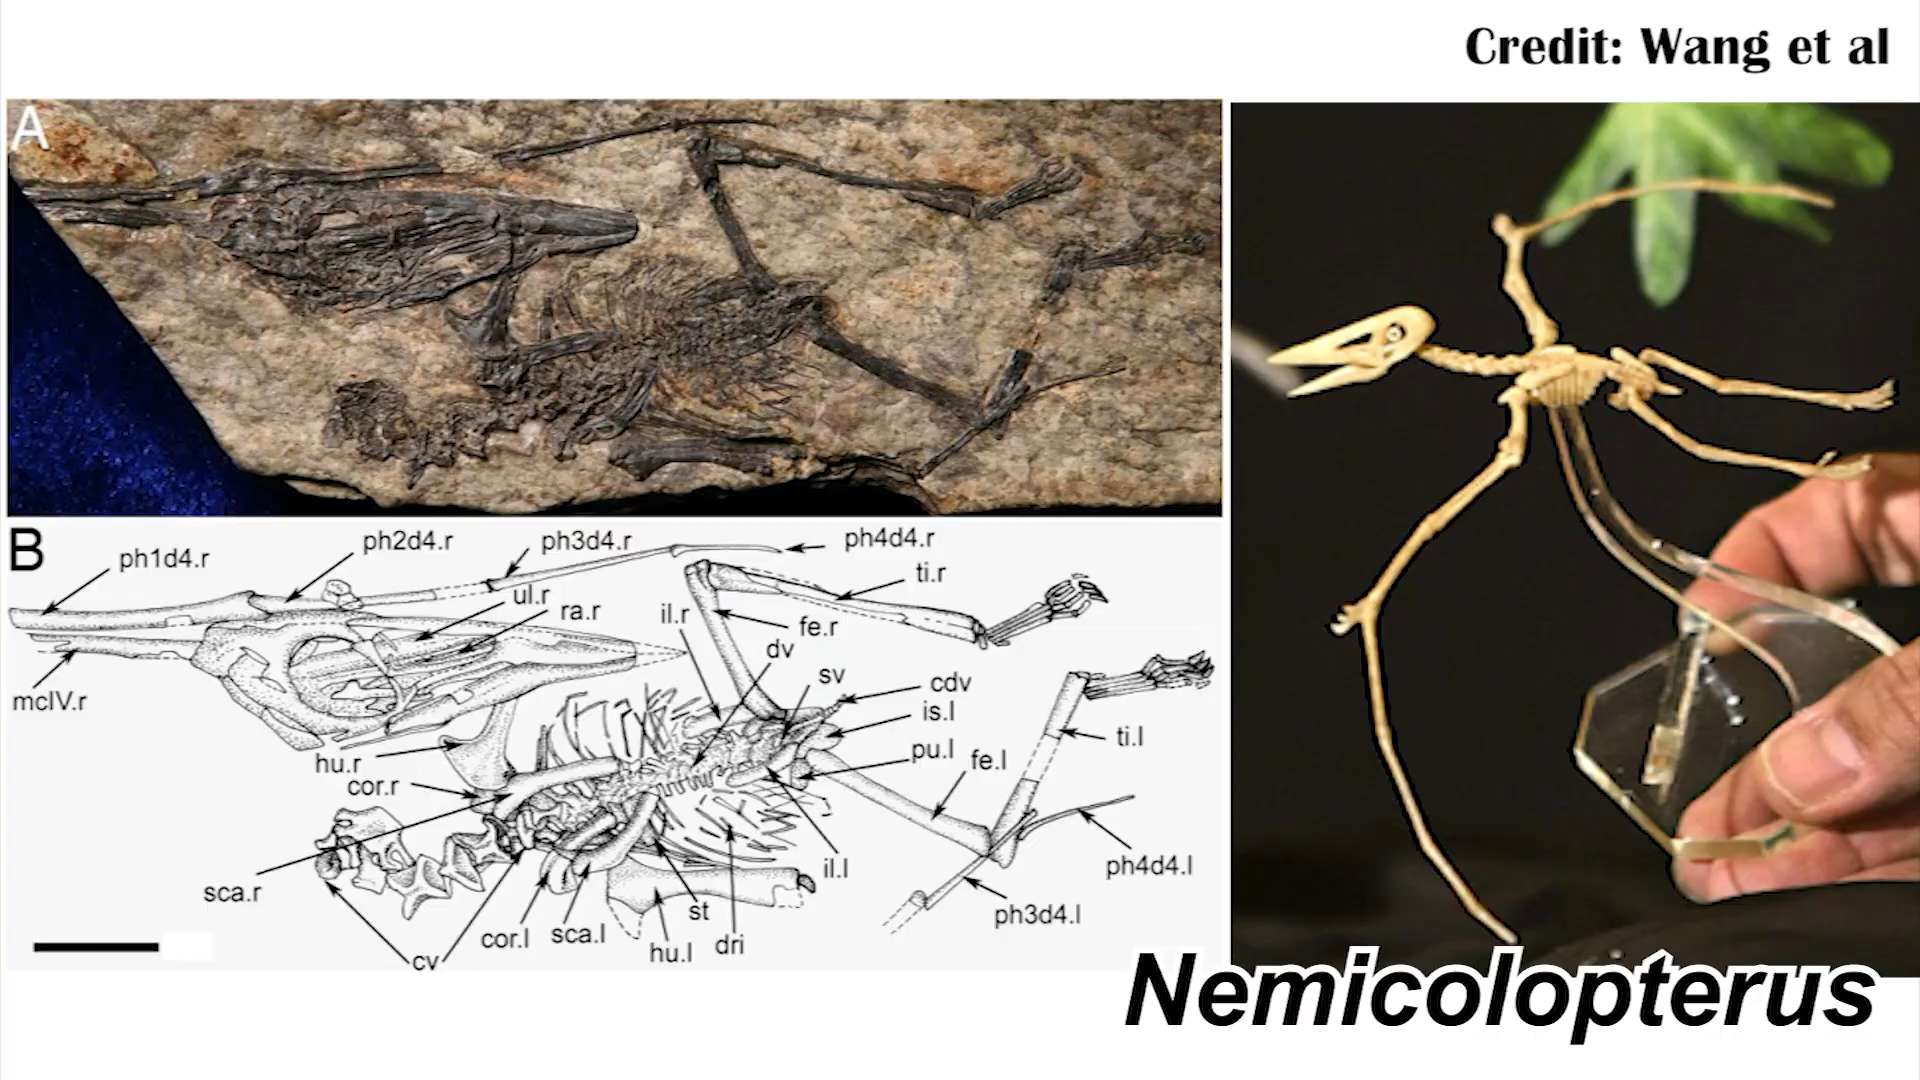 Credit: Wang et al
A
B
ph1d4.r
ph2d4.r
ph3d4.r
ph4d4.r
ul.r
ra.r
ti.r
il.r
fe.r
dv
sv
cdv
is.l
mcIV.r
hu.r
cor.r
pu.l
fe.l
ti.l
sca.r
cv
cor.l
sca.l
hu.l
st
dri
il.l
ph3d4.l
ph4d4.l
Nemicolopterus